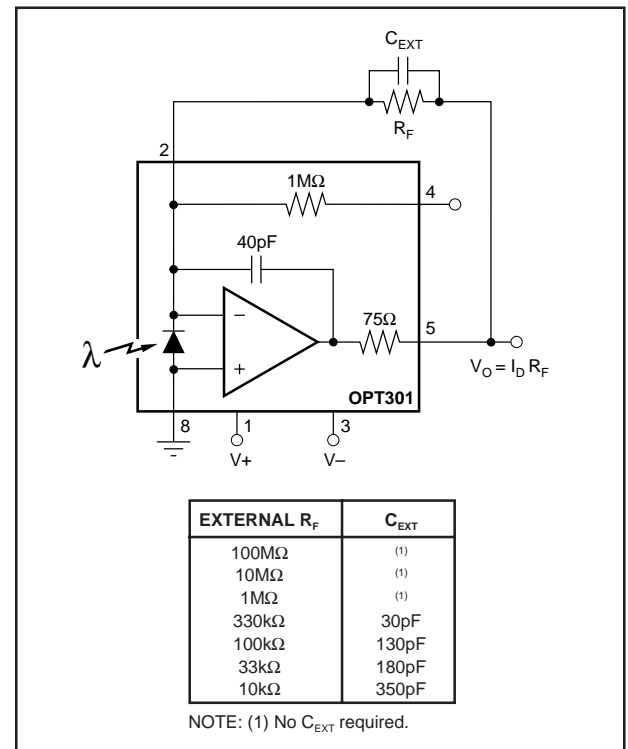 C_EXT
R_F
2
1MΩ
4
40pF
75Ω
5
−
+
λ
V_O = I_D R_F
OPT301
8
1
3
V+
V–
EXTERNAL R_F C_EXT
100MΩ (1)
10MΩ (1)
1MΩ (1)
330kΩ 30pF
100kΩ 130pF
33kΩ 180pF
10kΩ 350pF
NOTE: (1) No C_EXT required.